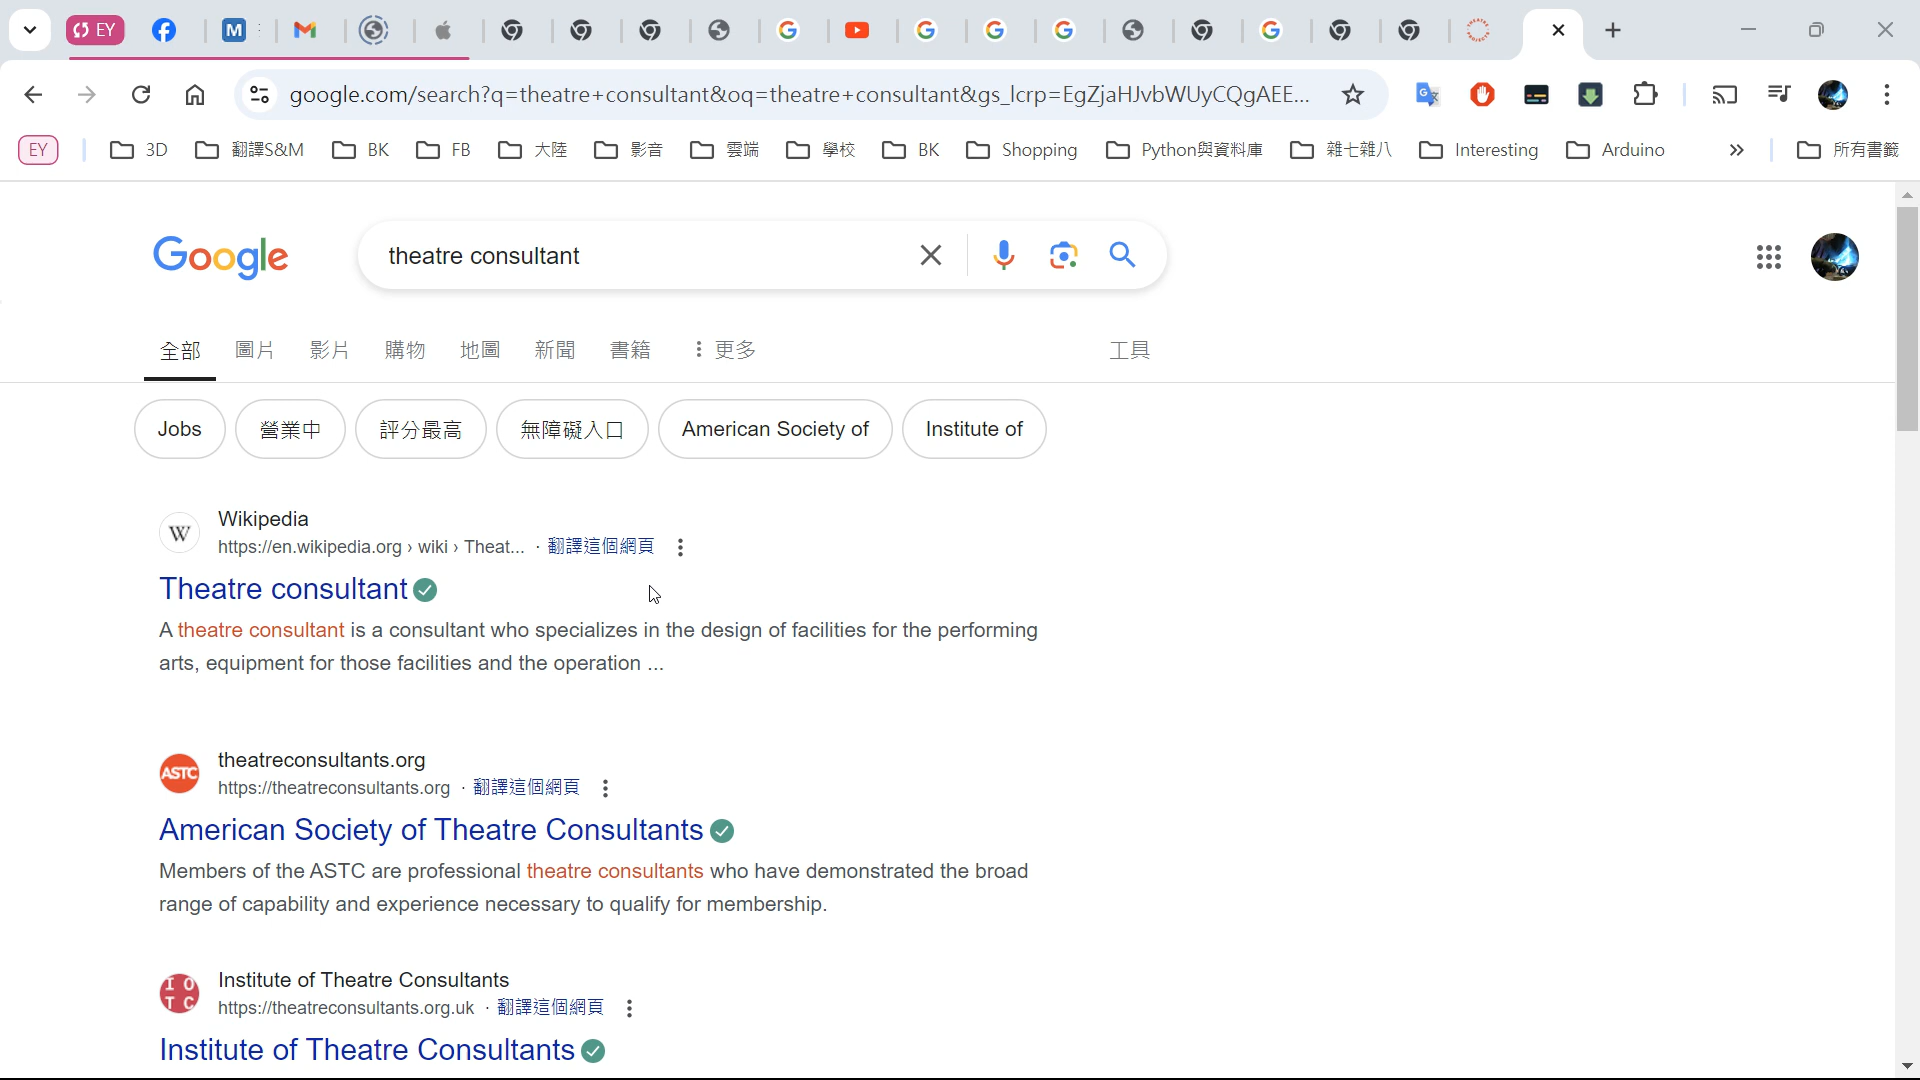 EY
google.com/search?q=theatre+consultant&oq=theatre+consultant&gs_lcrp=EgZjaHJvbWUyCQgAEE...
EY 3D 翻譯S&M BK FB 大陸 影音 雲端 學校 BK Shopping Python與資料庫 雜七雜八 Interesting Arduino » 所有書籤
Google theatre consultant
全部 圖片 影片 購物 地圖 新聞 書籍 更多 工具
Jobs 營業中 評分最高 無障礙入口 American Society of Institute of
W Wikipedia
https://en.wikipedia.org › wiki › Theat... · 翻譯這個網頁
Theatre consultant
A theatre consultant is a consultant who specializes in the design of facilities for the performing
arts, equipment for those facilities and the operation ...
ASTC theatreconsultants.org
https://theatreconsultants.org · 翻譯這個網頁
American Society of Theatre Consultants
Members of the ASTC are professional theatre consultants who have demonstrated the broad
range of capability and experience necessary to qualify for membership.
IOTC Institute of Theatre Consultants
https://theatreconsultants.org.uk · 翻譯這個網頁
Institute of Theatre Consultants